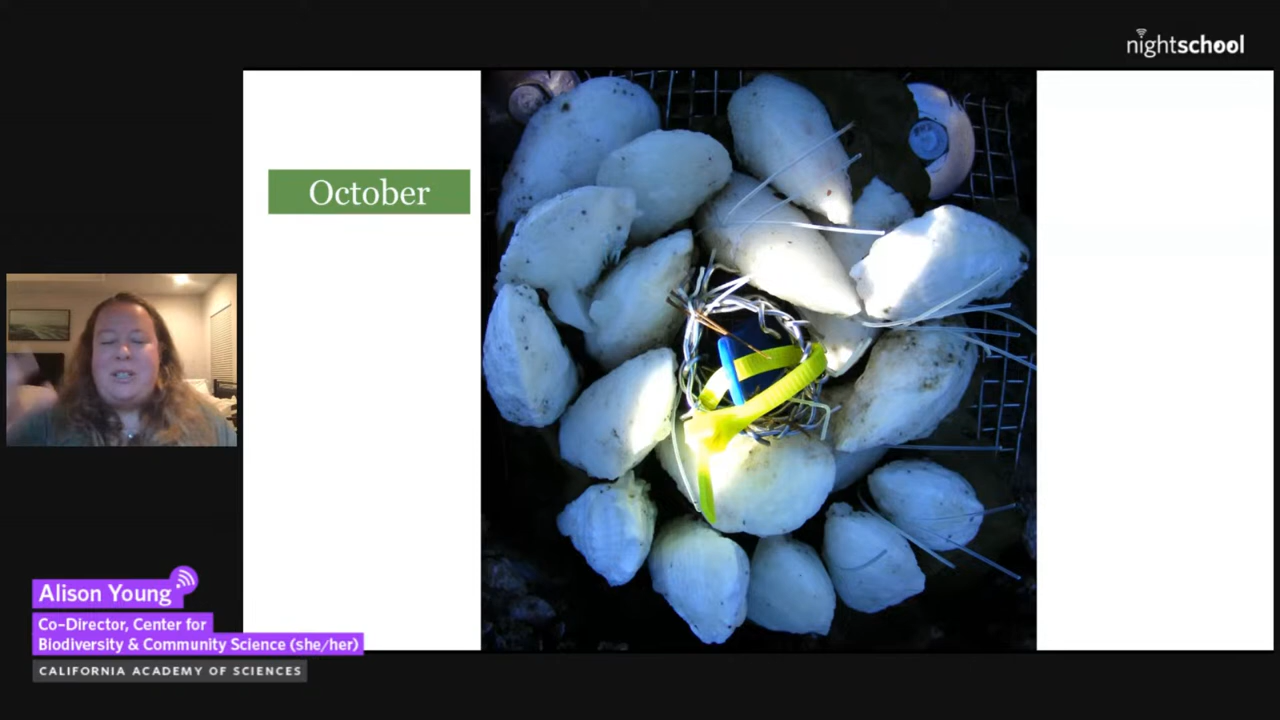 nightschool
October
Alison Young
Co-Director, Center for
Biodiversity & Community Science (she/her)
CALIFORNIA ACADEMY OF SCIENCES